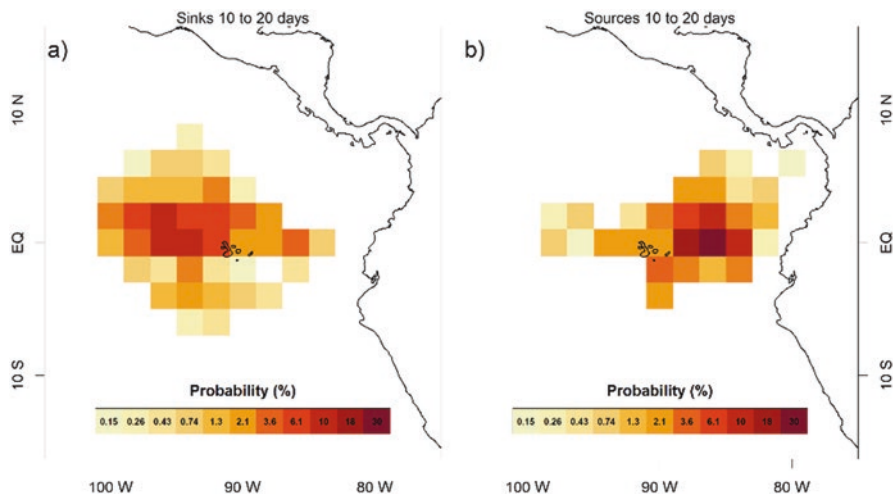 Sinks 10 to 20 days
Sources 10 to 20 days
a)
b)
10 N
EQ
10 S
10 N
EQ
10 S
Probability (%)
0.15 0.26 0.43 0.74 1.3 2.1 3.6 6.1 10 18 30
Probability (%)
0.15 0.26 0.43 0.74 1.3 2.1 3.6 6.1 10 18 30
100 W 90 W 80 W
100 W 90 W 80 W